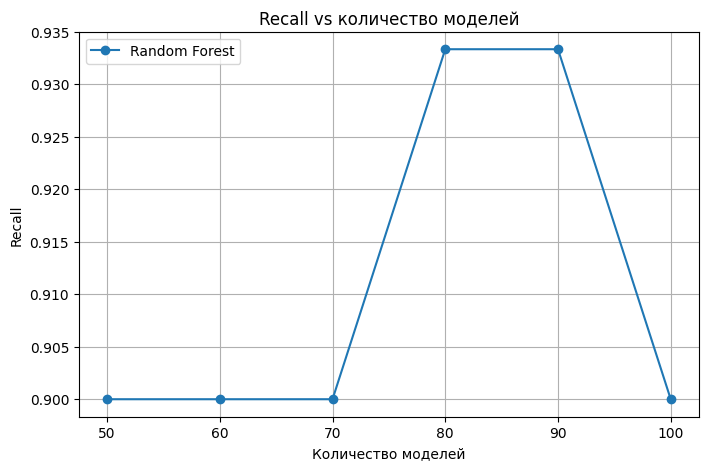 Recall vs количество моделей
Random Forest
0.935
0.930
0.925
0.920
0.915
0.910
0.905
0.900
Recall
50 60 70 80 90 100
Количество моделей